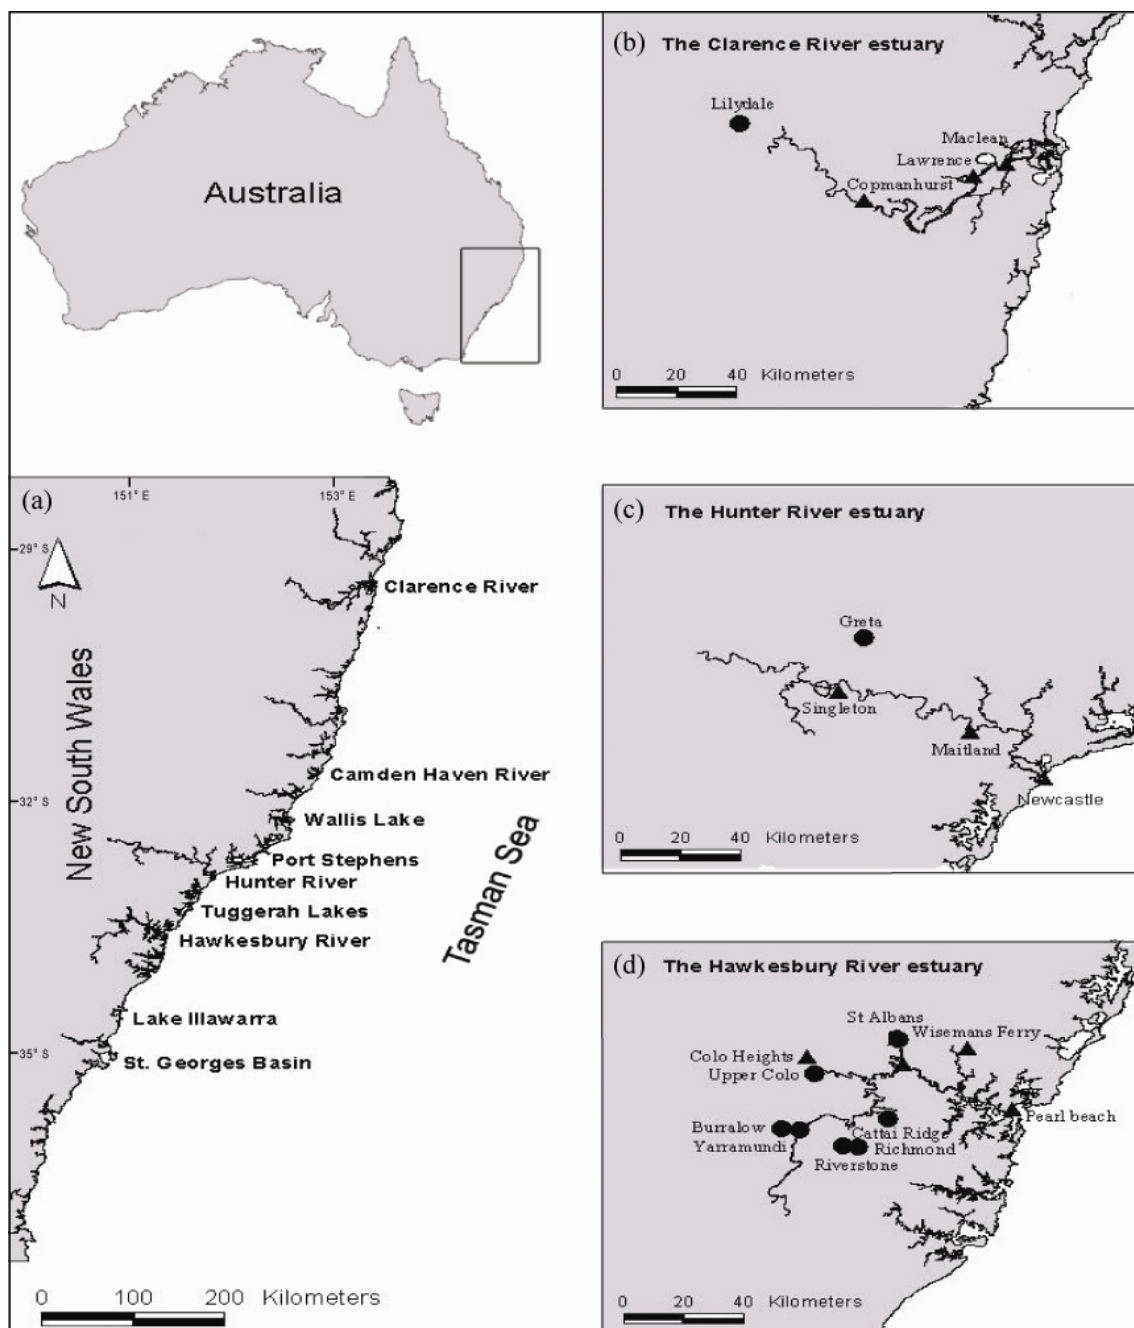 Australia
(a)
151° E
153° E
29° S
N
New South Wales
Clarence River
Camden Haven River
32° S
Wallis Lake
Port Stephens
Hunter River
Tuggerah Lakes
Hawkesbury River
Tasman Sea
Lake Illawarra
35° S
St. Georges Basin
0 100 200 Kilometers
(b) The Clarence River estuary
Lilydale
Maclean
Lawrence
Copmanhurst
0 20 40 Kilometers
(c) The Hunter River estuary
Greta
Singleton
Maitland
Newcastle
0 20 40 Kilometers
(d) The Hawkesbury River estuary
St Albans
Wisemans Ferry
Colo Heights
Upper Colo
Pearl beach
Burralow
Cattai Ridge
Yarramundi
Richmond
Riverstone
0 20 40 Kilometers